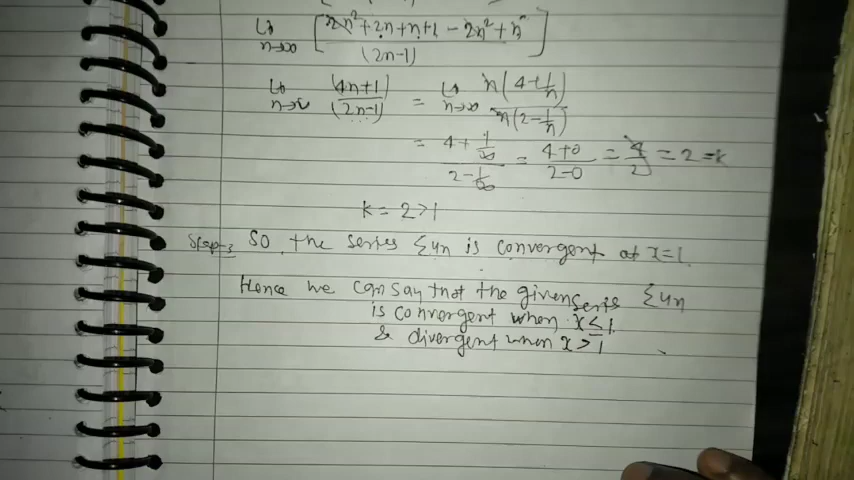 Lt n→∞ [ (2n²+2n+n+1 - 2n²+n) / (2n-1) ]
Lt n→∞ (4n+1) / (2n-1) = Lt n→∞ n(4+1/n) / n(2-1/n)
= (4+1/∞) / (2-1/∞) = (4+0) / (2-0) = 4/2 = 2 = k
k = 2>1
Step-3 So the series Σun is convergent at x=1.
Hence we can say that the given series Σun
is convergent when x≤1.
& divergent when x>1